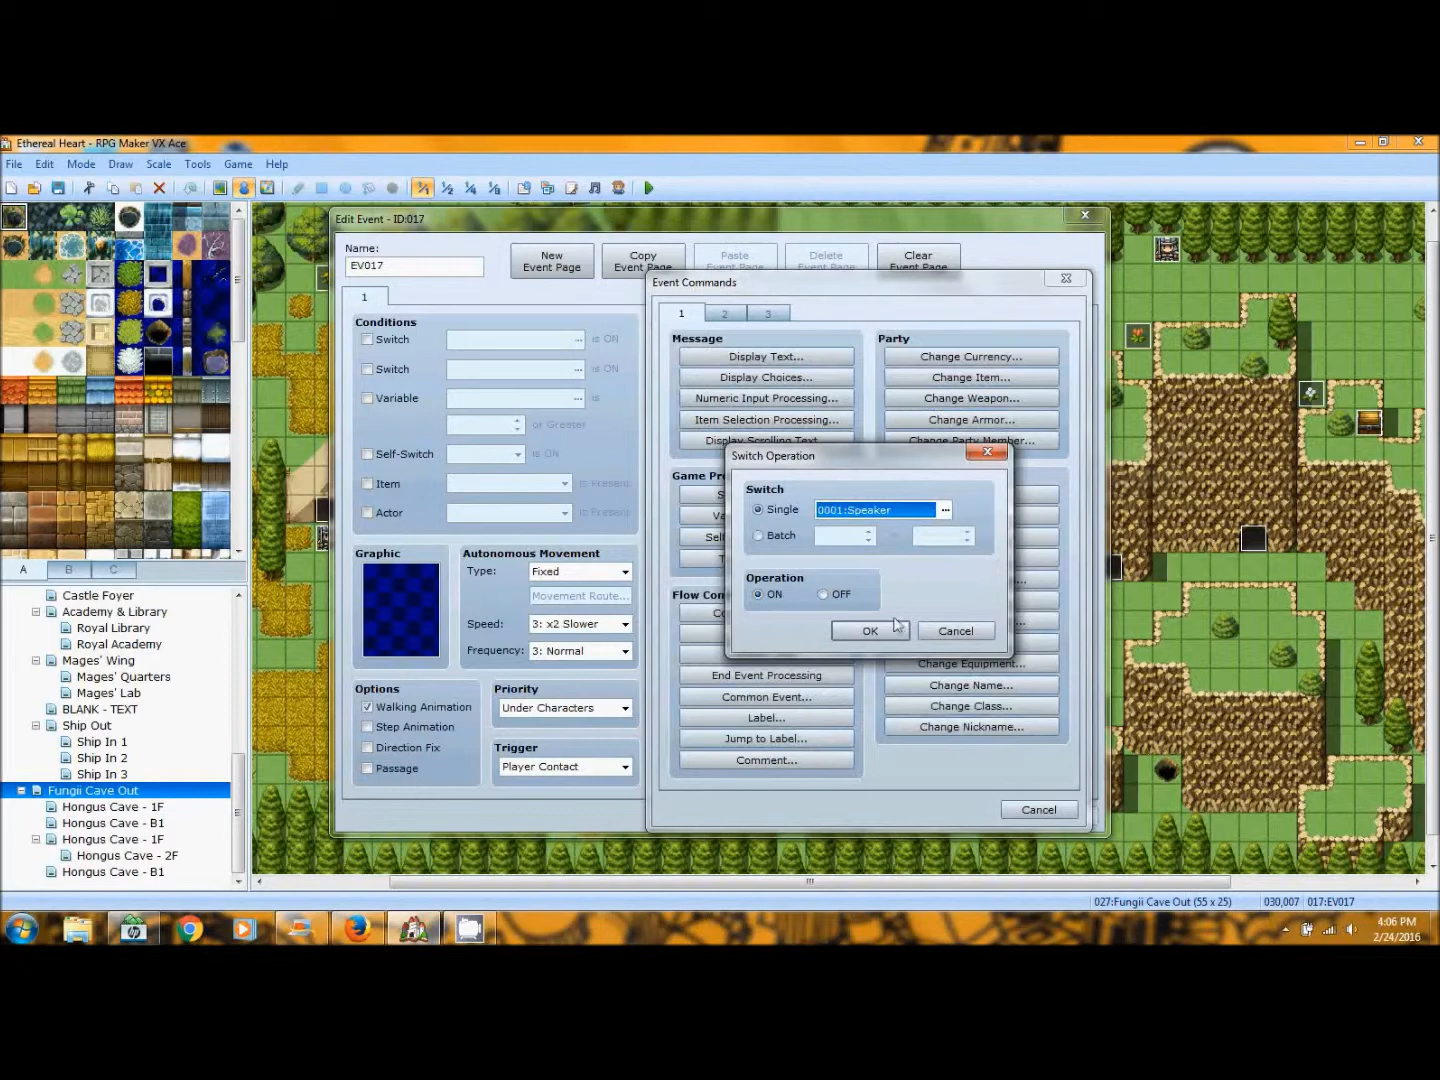 Ethereal Heart - RPG Maker VX Ace
File Edit Mode Draw Scale Tools Game Help
Edit Event - ID:017
Name:
EV017
New Event Page
Copy Event Page
Paste Event Page
Delete Event Page
Clear Event Page
1
Conditions
Switch ... is ON
Switch ... is ON
Variable ... is
or Greater
Self-Switch is ON
Item Is Present
Actor Is Present
Graphic
Autonomous Movement
Type: Fixed
Movement Route...
Speed: 3: x2 Slower
Frequency: 3: Normal
Options
Walking Animation
Step Animation
Direction Fix
Passage
Priority
Under Characters
Trigger
Player Contact
Event Commands
1 2 3
Message
Display Text...
Display Choices...
Numeric Input Processing...
Item Selection Processing...
Display Scrolling Text
Party
Change Currency...
Change Item...
Change Weapon...
Change Armor...
Change Party Member...
Game Pr
Flow Con
End Event Processing
Common Event...
Label...
Jump to Label...
Comment...
Change Equipment...
Change Name...
Change Class...
Change Nickname...
Cancel
Switch Operation
Switch
Single 0001:Speaker ...
Batch
Operation
ON OFF
OK Cancel
A B C
Castle Foyer
Academy & Library
Royal Library
Royal Academy
Mages' Wing
Mages' Quarters
Mages' Lab
BLANK - TEXT
Ship Out
Ship In 1
Ship In 2
Ship In 3
Fungii Cave Out
Hongus Cave - 1F
Hongus Cave - B1
Hongus Cave - 1F
Hongus Cave - 2F
Hongus Cave - B1
027:Fungii Cave Out (55 x 25) 030,007 017:EV017
4:06 PM
2/24/2016